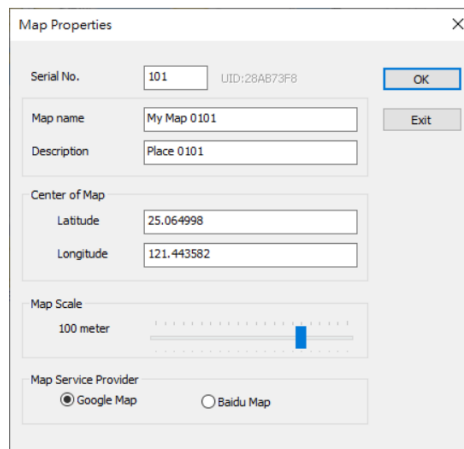 Map Properties
Serial No. 101 UID:28AB73F8 OK
Map name My Map 0101 Exit
Description Place 0101
Center of Map
Latitude 25.064998
Longitude 121.443582
Map Scale
100 meter
Map Service Provider
Google Map Baidu Map